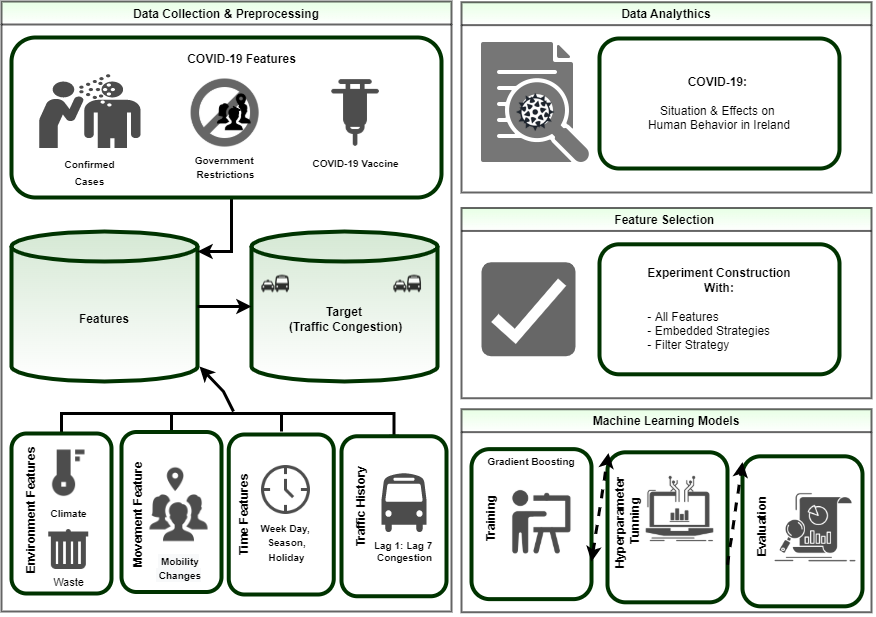 Data Collection & Preprocessing
COVID-19 Features
Confirmed
Cases
Government
Restrictions
COVID-19 Vaccine
Features
Target
(Traffic Congestion)
Environment Features
Climate
Waste
Movement Feature
Mobility
Changes
Time Features
Week Day,
Season,
Holiday
Traffic History
Lag 1: Lag 7
Congestion
Data Analythics
COVID-19:
Situation & Effects on
Human Behavior in Ireland
Feature Selection
Experiment Construction
With:
- All Features
- Embedded Strategies
- Filter Strategy
Machine Learning Models
Gradient Boosting
Training
Hyperparameter
Tunning
Evaluation